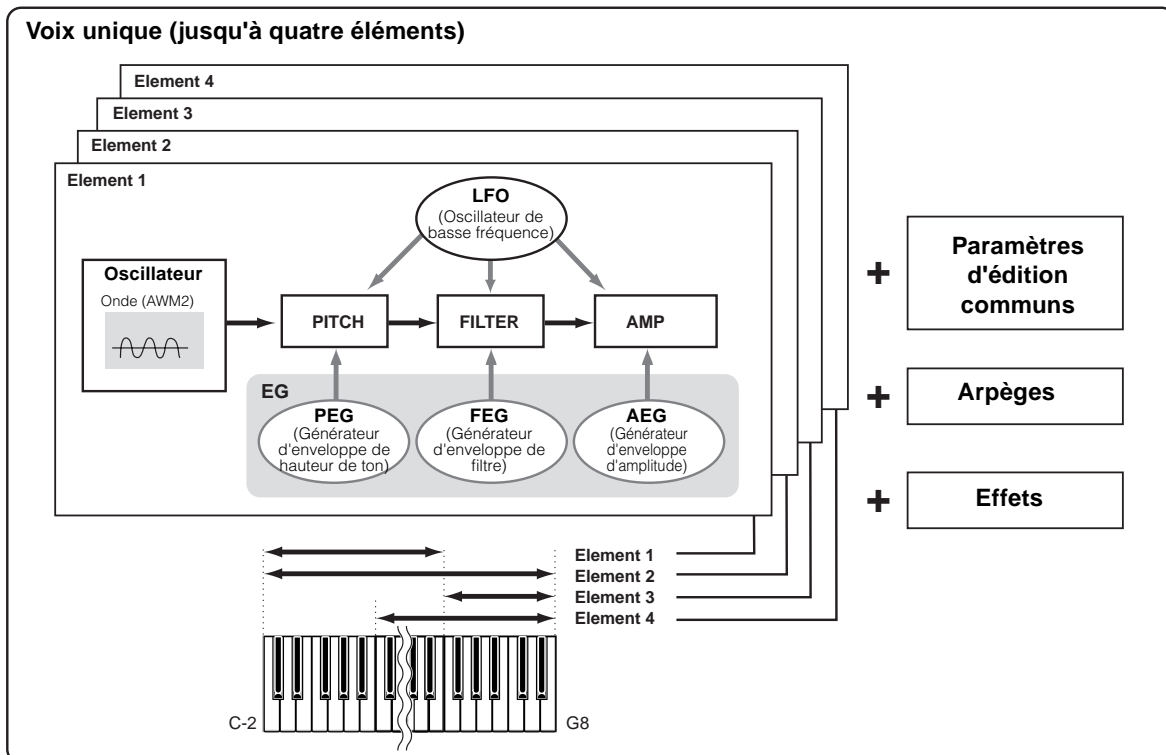 Voix unique (jusqu'à quatre éléments)
Element 4
Element 3
Element 2
Element 1
LFO
(Oscillateur de
basse fréquence)
Oscillateur
Onde (AWM2)
PITCH
FILTER
AMP
EG
PEG
(Générateur
d'enveloppe de
hauteur de ton)
FEG
(Générateur
d'enveloppe de
filtre)
AEG
(Générateur
d'enveloppe
d'amplitude)
+
Paramètres
d'édition
communs
+
Arpèges
+
Effets
Element 1
Element 2
Element 3
Element 4
C-2
G8